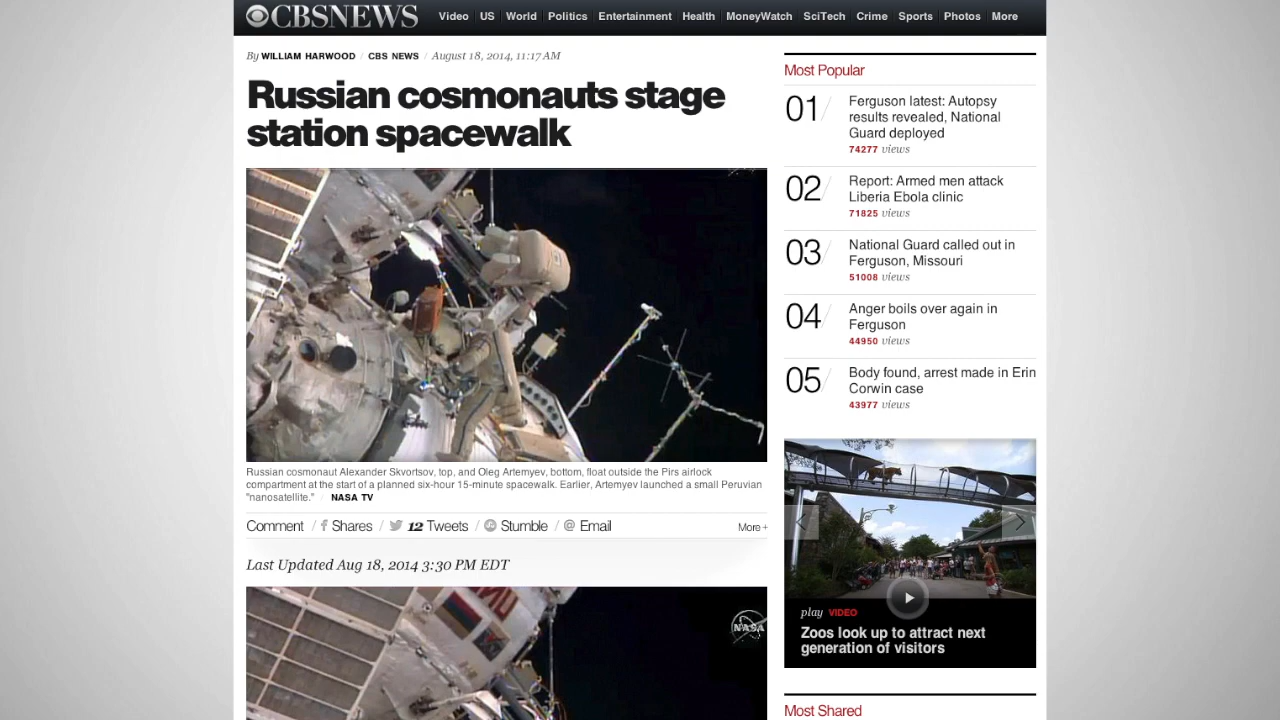 CBSNEWS
Video US World Politics Entertainment Health MoneyWatch SciTech Crime Sports Photos More
By WILLIAM HARWOOD / CBS NEWS / August 18, 2014, 11:17 AM
Russian cosmonauts stage
station spacewalk
Russian cosmonaut Alexander Skvortsov, top, and Oleg Artemyev, bottom, float outside the Pirs airlock
compartment at the start of a planned six-hour 15-minute spacewalk. Earlier, Artemyev launched a small Peruvian
"nanosatellite." / NASA TV
Comment / Shares / 12 Tweets / Stumble / @ Email More +
Last Updated Aug 18, 2014 3:30 PM EDT
NASA
Most Popular
01/ Ferguson latest: Autopsy
results revealed, National
Guard deployed
74277 views
02/ Report: Armed men attack
Liberia Ebola clinic
71825 views
03/ National Guard called out in
Ferguson, Missouri
51008 views
04/ Anger boils over again in
Ferguson
44950 views
05/ Body found, arrest made in Erin
Corwin case
43977 views
play VIDEO
Zoos look up to attract next
generation of visitors
Most Shared